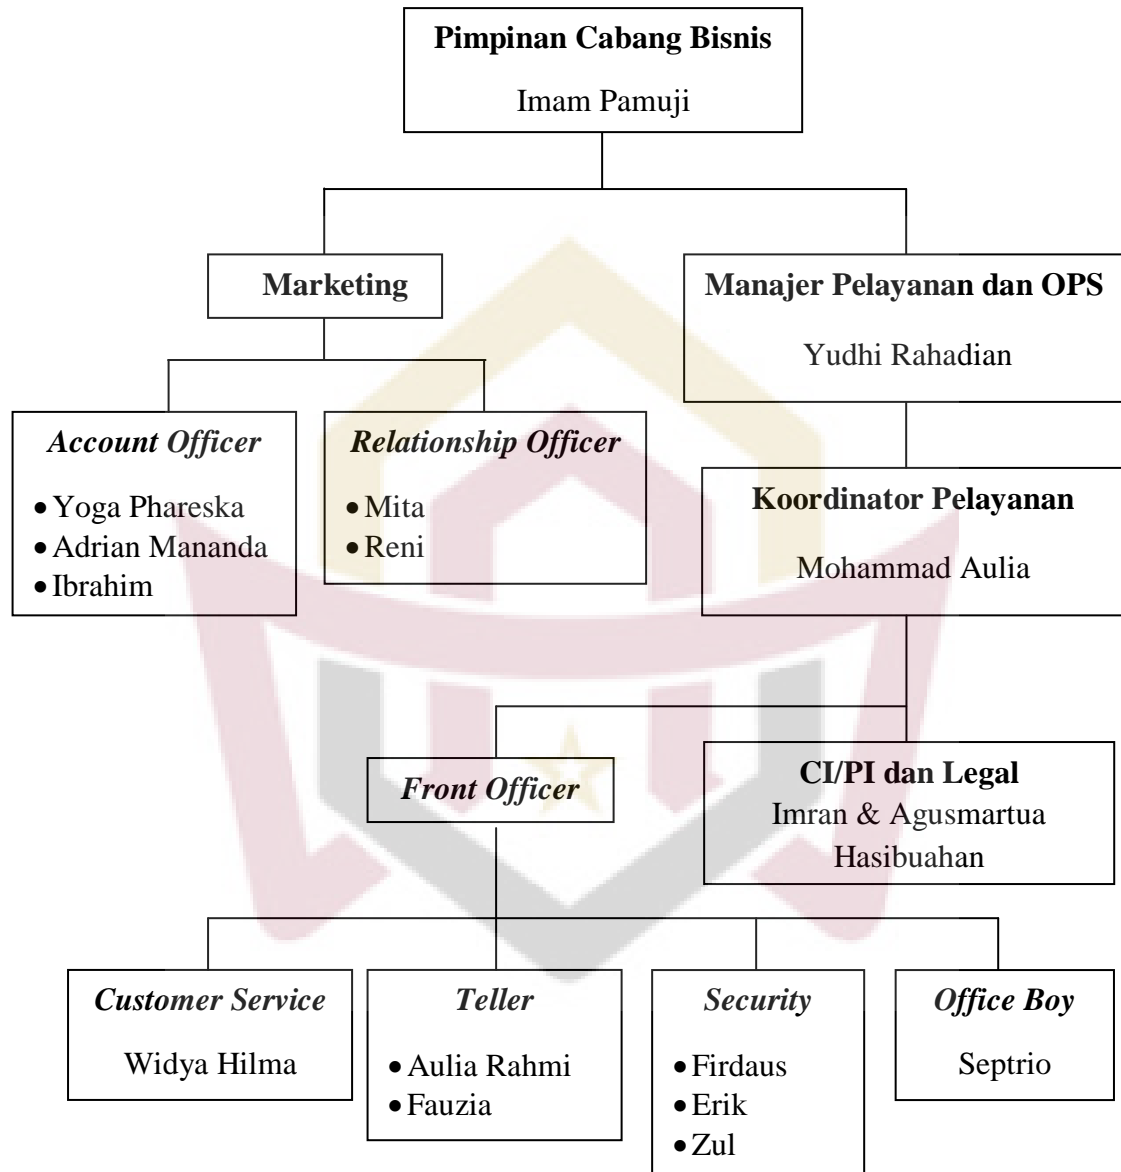 Pimpinan Cabang Bisnis
Imam Pamuji
Marketing
Manajer Pelayanan dan OPS
Yudhi Rahadian
Account Officer
• Yoga Phareska
• Adrian Mananda
• Ibrahim
Relationship Officer
• Mita
• Reni
Koordinator Pelayanan
Mohammad Aulia
Front Officer
CI/PI dan Legal
Imran & Agusmartua
Hasibuahan
Customer Service
Widya Hilma
Teller
• Aulia Rahmi
• Fauzia
Security
• Firdaus
• Erik
• Zul
Office Boy
Septrio